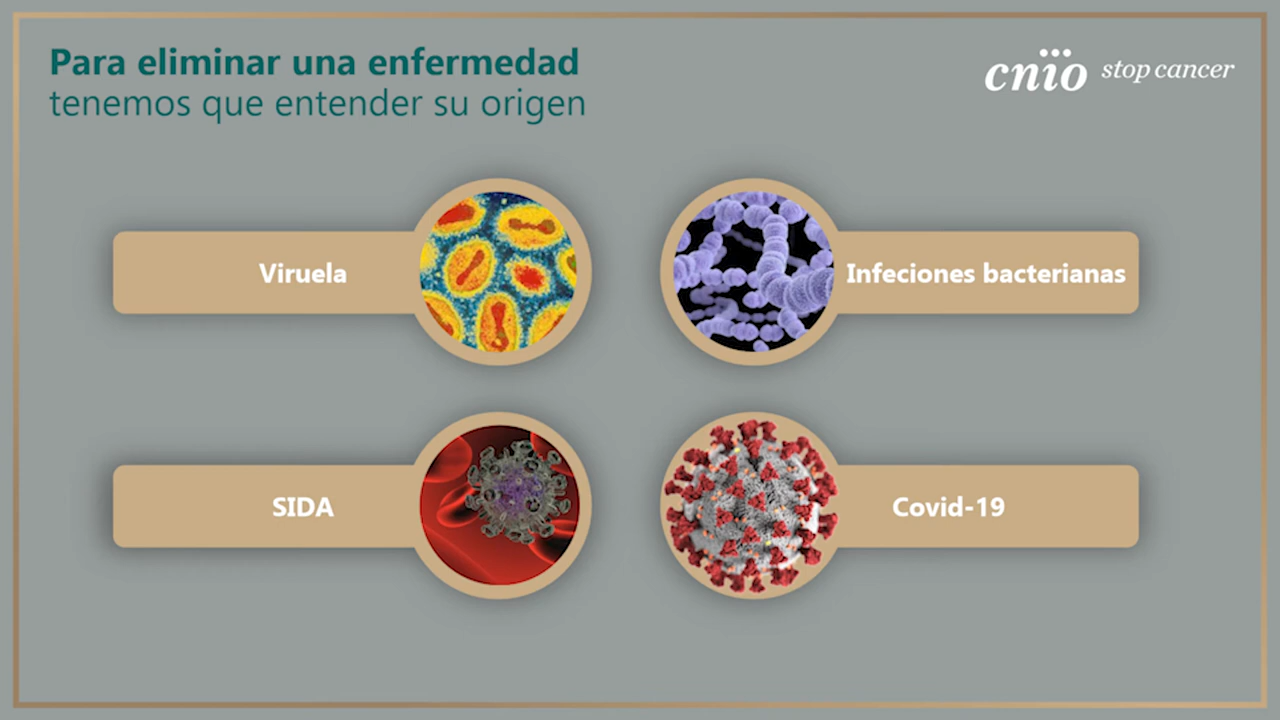 Para eliminar una enfermedad
tenemos que entender su origen
cnio stop cancer
Viruela
Infeciones bacterianas
SIDA
Covid-19